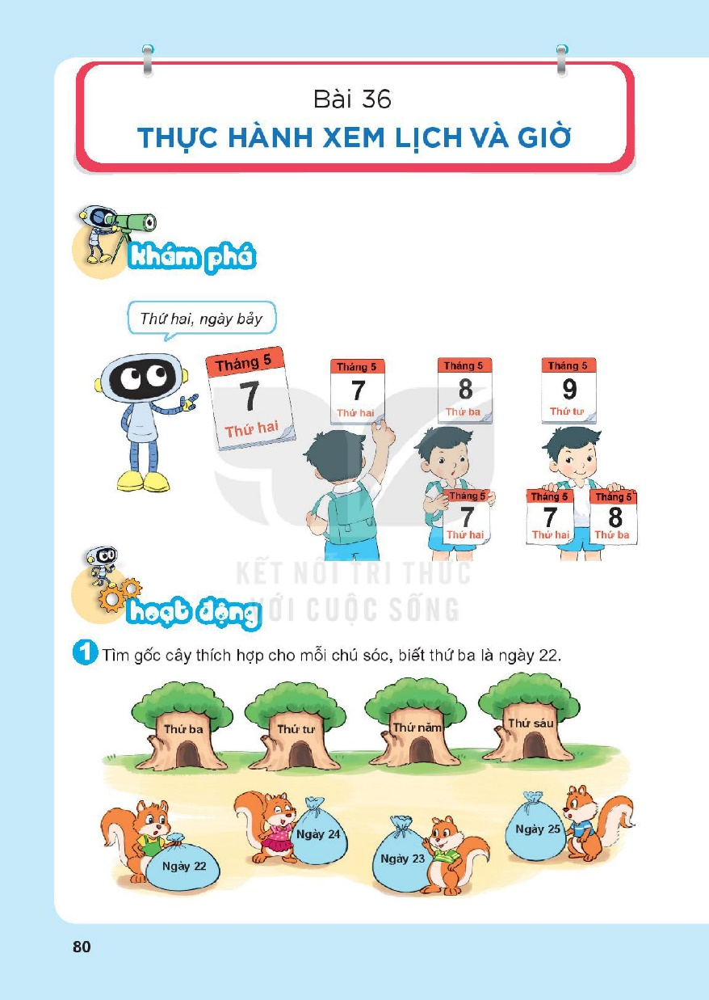 Bài 36
THỰC HÀNH XEM LỊCH VÀ GIỜ
khám phá
Thứ hai, ngày bảy
Tháng 5
7
Thứ hai
Tháng 5
7
Thứ hai
Tháng 5
8
Thứ ba
Tháng 5
9
Thứ tư
Tháng 5
7
Thứ hai
Tháng 5
7
Thứ hai
Tháng 5
8
Thứ ba
KẾT NỐI TRI THỨC
VỚI CUỘC SỐNG
hoạt động
1 Tìm gốc cây thích hợp cho mỗi chú sóc, biết thứ ba là ngày 22.
Thứ ba
Thứ tư
Thứ năm
Thứ sáu
Ngày 22
Ngày 24
Ngày 23
Ngày 25
80